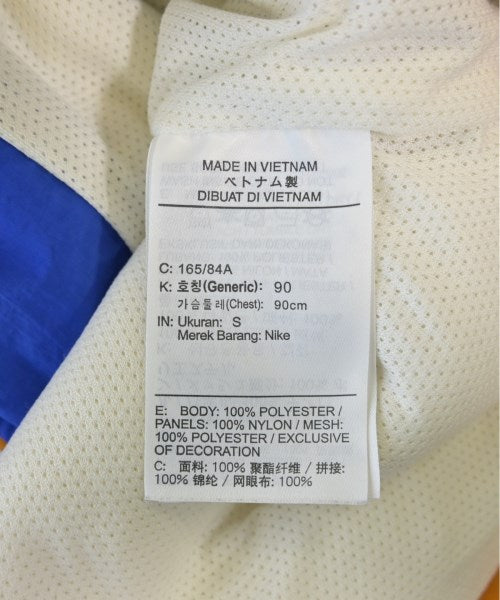 MADE IN VIETNAM
ベトナム製
DIBUAT DI VIETNAM
C: 165/84A
K: 호칭(Generic): 90
가슴둘레(Chest): 90cm
IN: Ukuran: S
Merek Barang: Nike
E: BODY: 100% POLYESTER /
PANELS: 100% NYLON / MESH:
100% POLYESTER / EXCLUSIVE
OF DECORATION
C: 面料: 100% 聚酯纤维 / 拼接:
100% 锦纶 / 网眼布: 100%